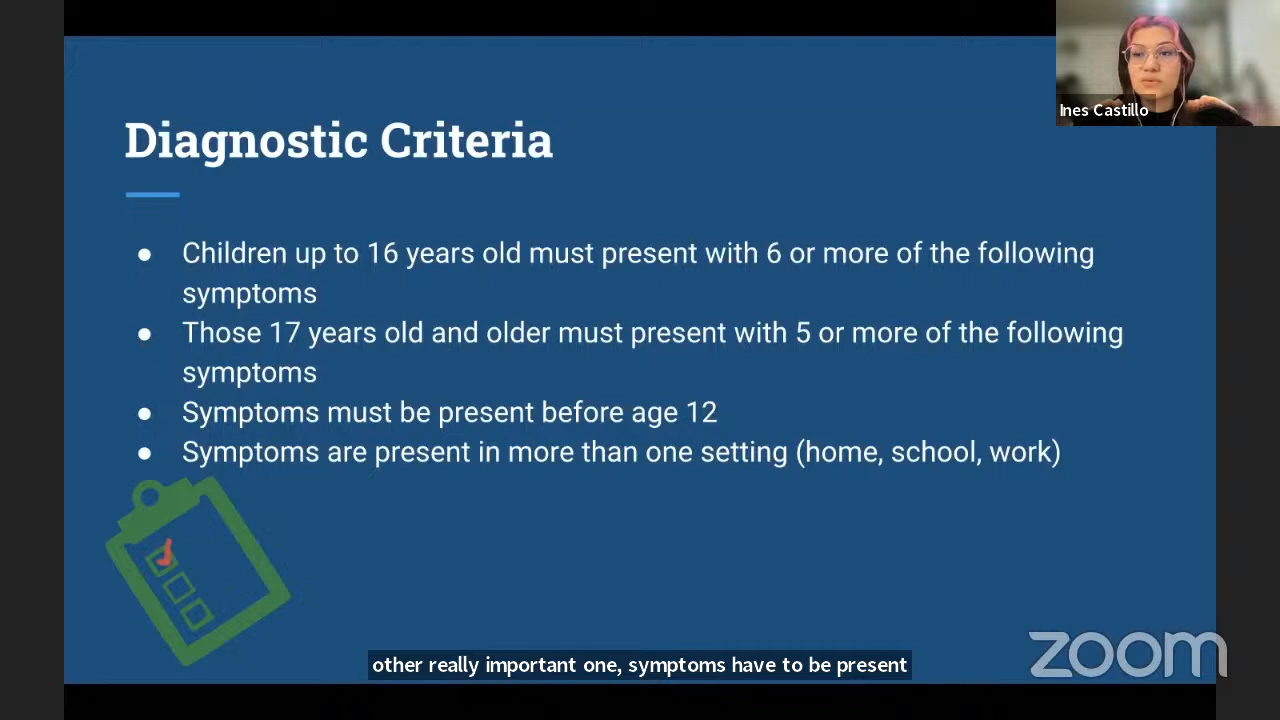 Ines Castillo
Diagnostic Criteria
● Children up to 16 years old must present with 6 or more of the following
symptoms
● Those 17 years old and older must present with 5 or more of the following
symptoms
● Symptoms must be present before age 12
● Symptoms are present in more than one setting (home, school, work)
other really important one, symptoms have to be present
zoom